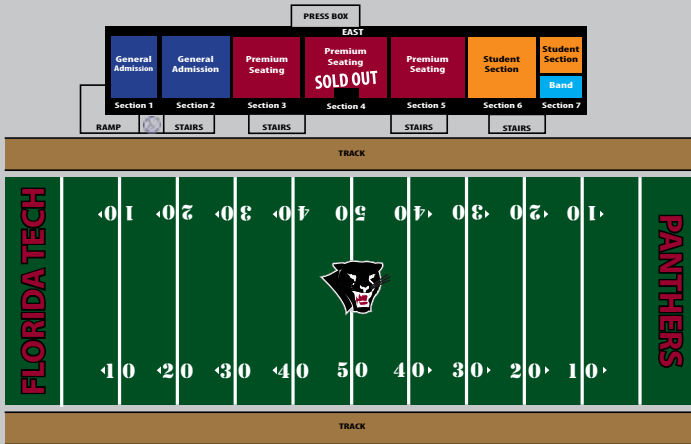 PRESS BOX
EAST
General
Admission
General
Admission
Premium
Seating
Premium
Seating
SOLD OUT
Premium
Seating
Student
Section
Student
Section
Band
Section 1
Section 2
Section 3
Section 4
Section 5
Section 6
Section 7
RAMP
STAIRS
STAIRS
STAIRS
STAIRS
TRACK
FLORIDA TECH
10 20 30 40 50 40 30 20 10
PANTHERS
10 20 30 40 50 40 30 20 10
TRACK